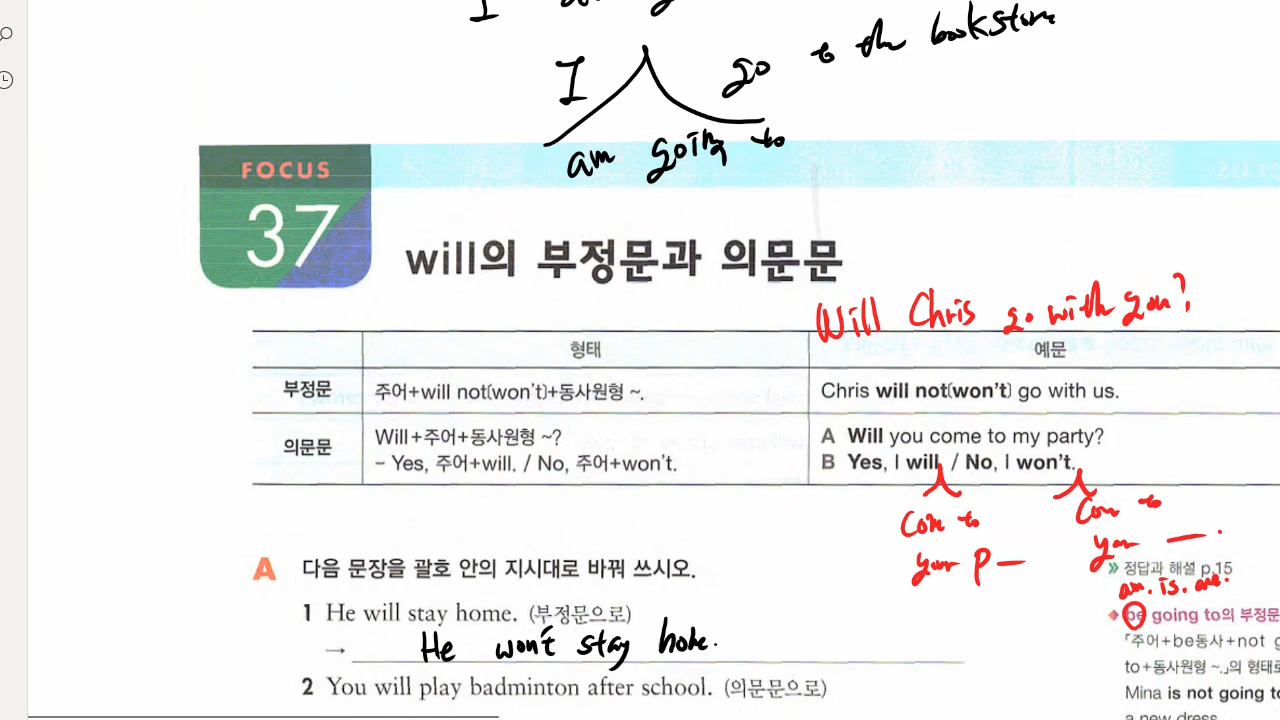 I
I go to the bookstore
am going to
FOCUS
37
will의 부정문과 의문문
Will Chris go with you?
형태 예문
부정문 주어+will not(won't)+동사원형 ~. Chris will not(won't) go with us.
의문문 Will+주어+동사원형 ~? A Will you come to my party?
– Yes, 주어+will. / No, 주어+won't. B Yes, I will. / No, I won't.
Come to Come to
your p — your — .
A 다음 문장을 괄호 안의 지시대로 바꿔 쓰시오.
» 정답과 해설 p.15
am. is. are.
1 He will stay home. (부정문으로)
→ He won't stay home.
2 You will play badminton after school. (의문문으로)
be going to의 부정문
「주어+be동사+not g
to+동사원형 ~.」의 형태로
Mina is not going to
a new dress